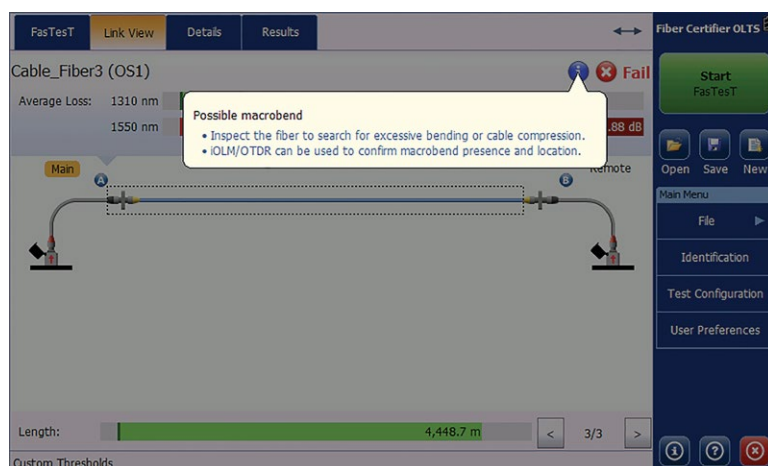 FasTesT
Link View
Details
Results
Fiber Certifier OLTS
Cable_Fiber3 (OS1)
Fail
Start
FasTesT
Average Loss:
1310 nm
1550 nm
.88 dB
Possible macrobend
• Inspect the fiber to search for excessive bending or cable compression.
• iOLM/OTDR can be used to confirm macrobend presence and location.
Open
Save
New
Main
Remote
A
B
Main Menu
File
Identification
Test Configuration
User Preferences
Length:
4,448.7 m
<
3/3
>
Custom Thresholds